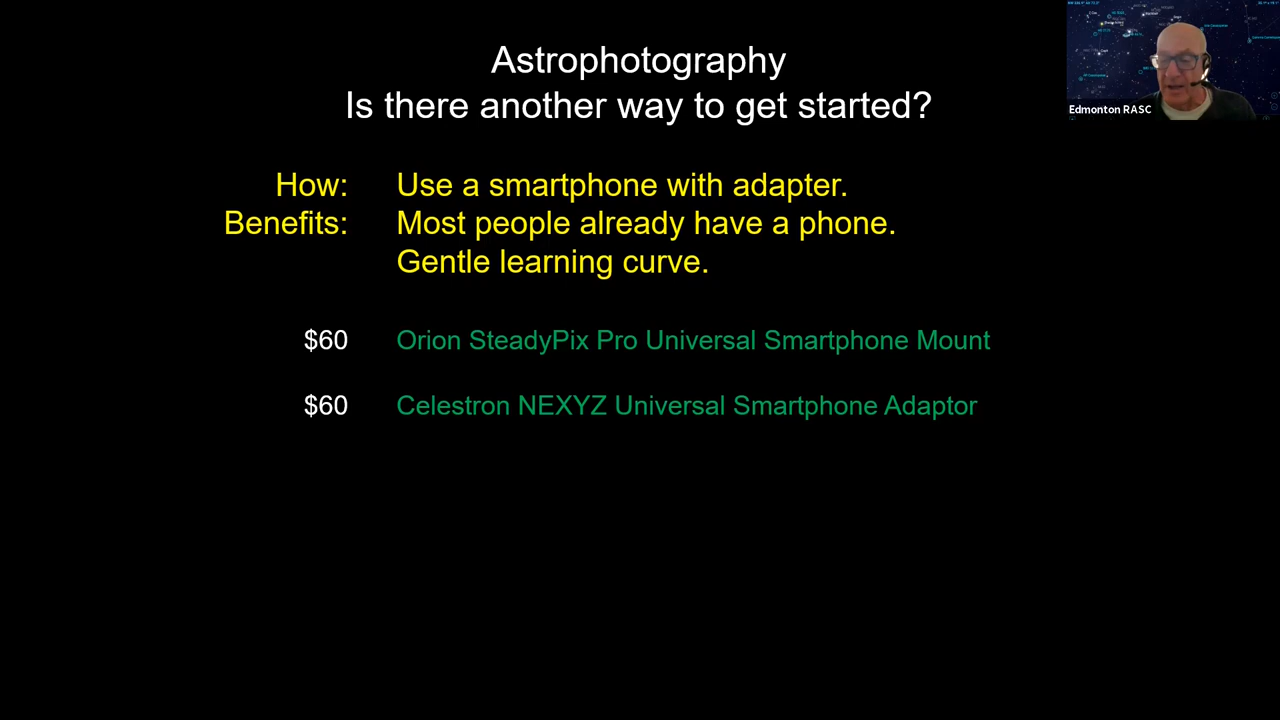 Astrophotography
Is there another way to get started?
How: Use a smartphone with adapter.
Benefits: Most people already have a phone.
Gentle learning curve.
$60 Orion SteadyPix Pro Universal Smartphone Mount
$60 Celestron NEXYZ Universal Smartphone Adaptor
Edmonton RASC